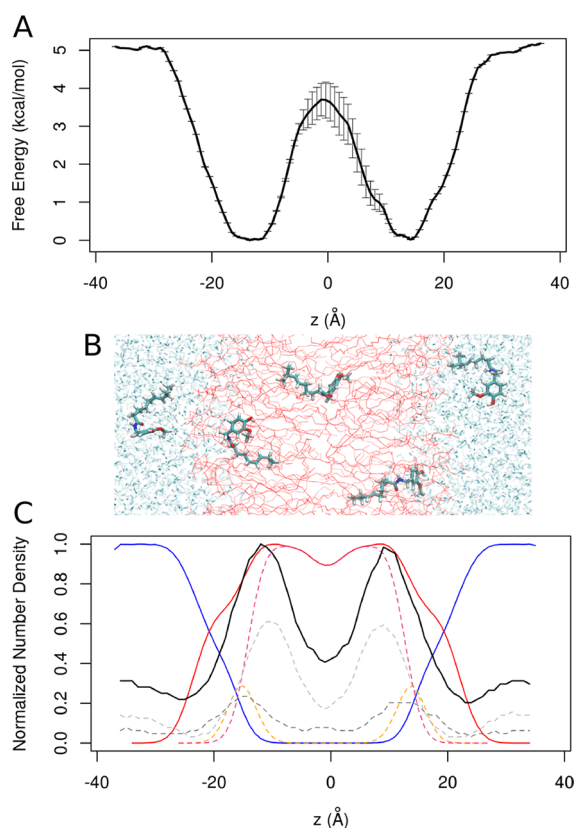 A
Free Energy (kcal/mol)
5
4
3
2
1
0
-40 -20 0 20 40
z (Å)
B
C
Normalized Number Density
1.0
0.8
0.6
0.4
0.2
0.0
-40 -20 0 20 40
z (Å)